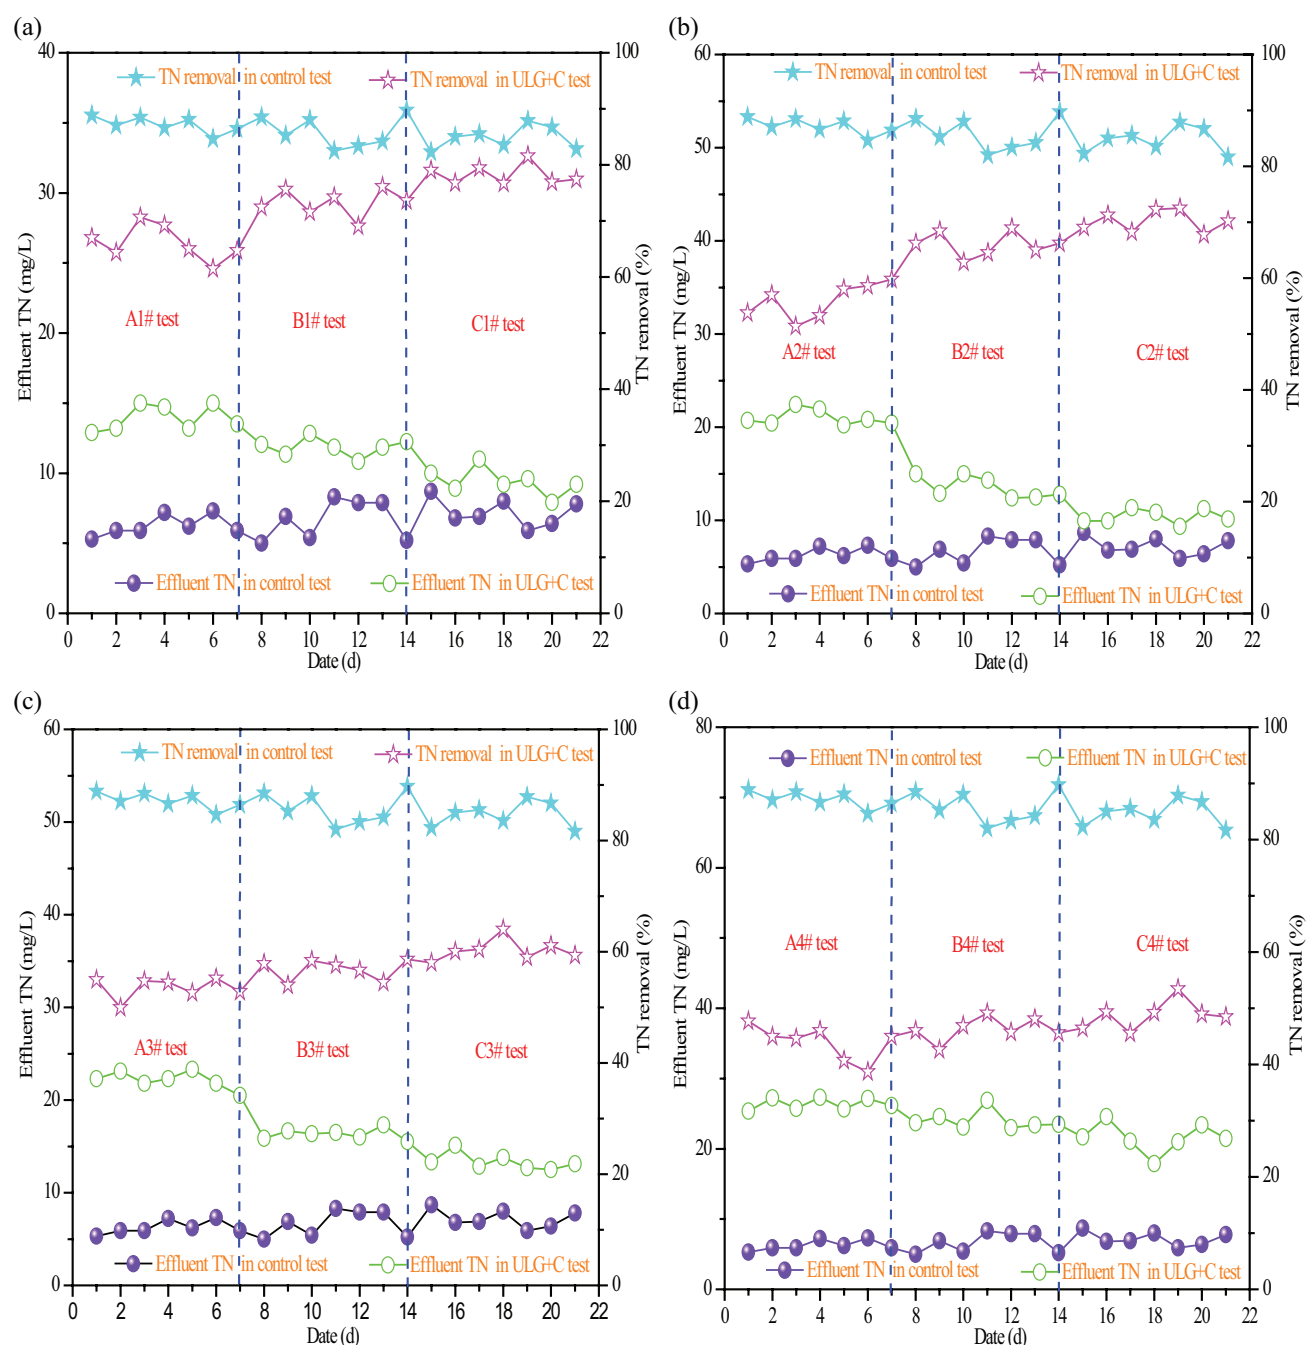 (a)
TN removal in control test
TN removal in ULG+C test
A1# test
B1# test
C1# test
Effluent TN in control test
Effluent TN in ULG+C test
Effluent TN (mg/L)
0 10 20 30 40
TN removal (%)
0 20 40 60 80 100
0 2 4 6 8 10 12 14 16 18 20 22
Date (d)
(b)
TN removal in control test
TN removal in ULG+C test
A2# test
B2# test
C2# test
Effluent TN in control test
Effluent TN in ULG+C test
Effluent TN (mg/L)
0 10 20 30 40 50 60
TN removal (%)
0 20 40 60 80 100
0 2 4 6 8 10 12 14 16 18 20 22
Date (d)
(c)
TN removal in control test
TN removal in ULG+C test
A3# test
B3# test
C3# test
Effluent TN in control test
Effluent TN in ULG+C test
Effluent TN (mg/L)
0 10 20 30 40 50 60
TN removal (%)
0 20 40 60 80 100
0 2 4 6 8 10 12 14 16 18 20 22
Date (d)
(d)
Effluent TN in control test
Effluent TN in ULG+C test
A4# test
B4# test
C4# test
Effluent TN in control test
Effluent TN in ULG+C test
Effluent TN (mg/L)
0 20 40 60 80
TN removal (%)
0 20 40 60 80 100
0 2 4 6 8 10 12 14 16 18 20 22
Date (d)